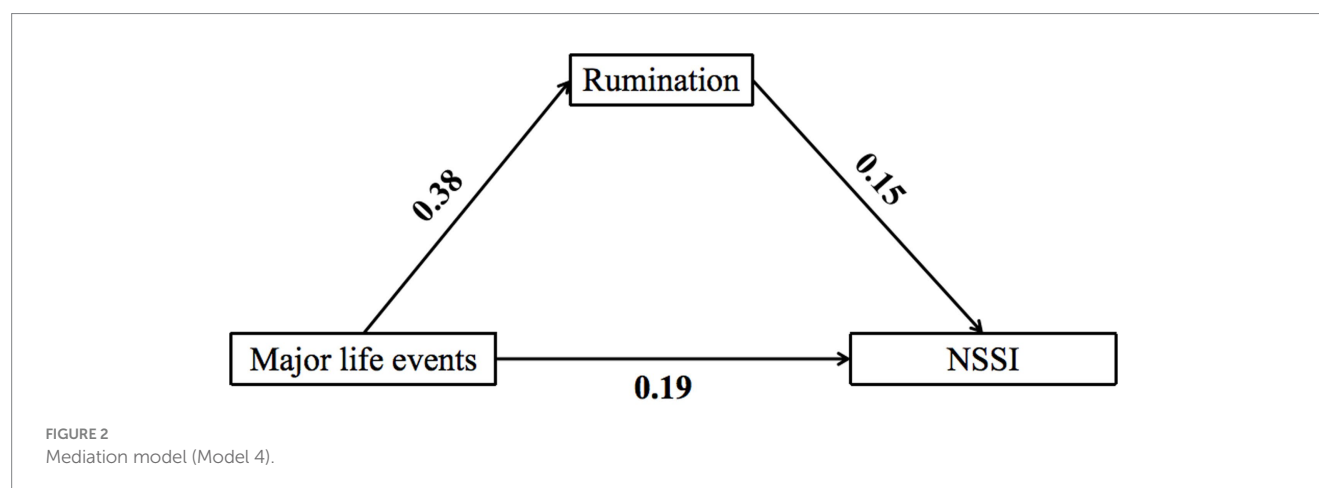 Rumination
0.38
0.15
Major life events
NSSI
0.19
FIGURE 2
Mediation model (Model 4).